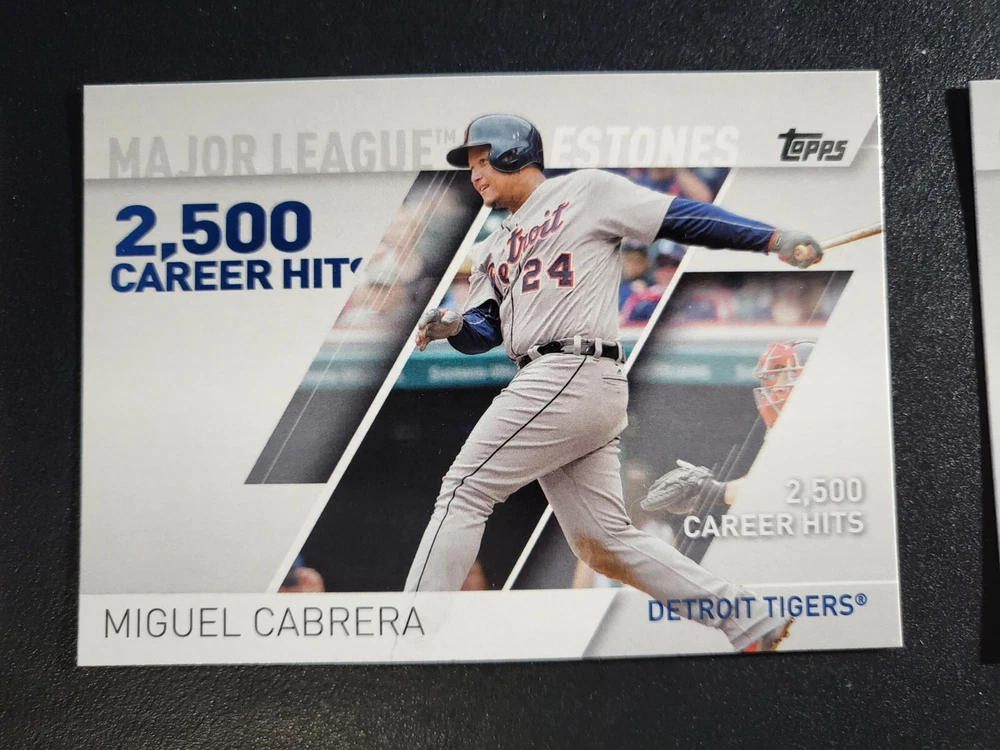 MAJOR LEAGUE™ ESTONES
Topps
2,500
CAREER HITS
Detroit
24
2,500
CAREER HITS
MIGUEL CABRERA
DETROIT TIGERS®